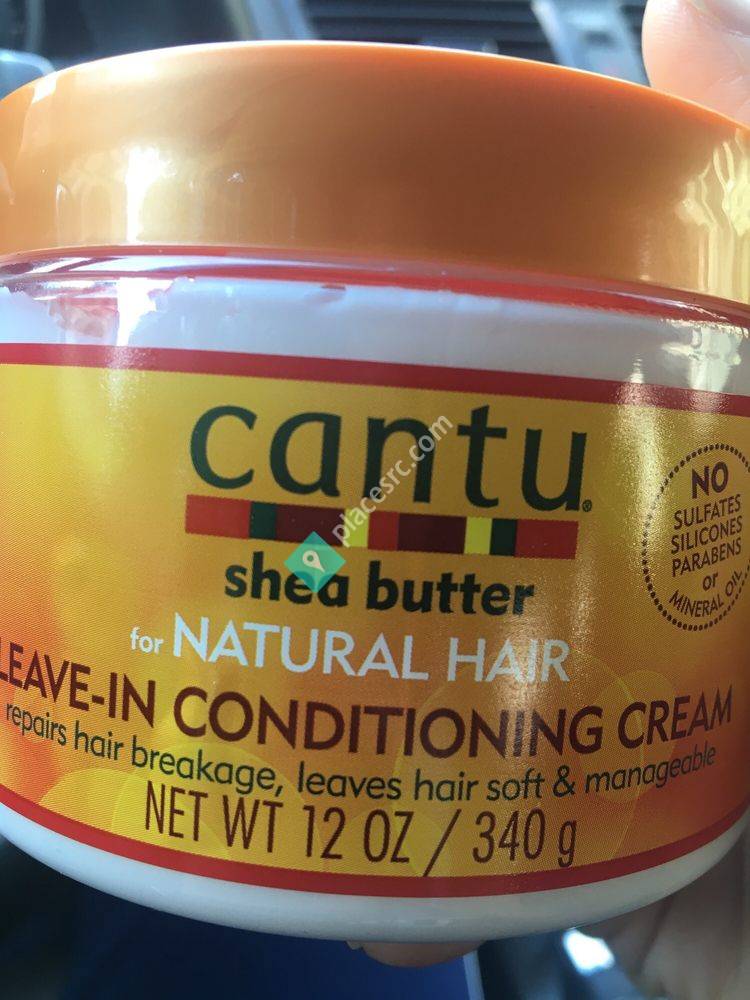 cantu®
shea butter
for NATURAL HAIR
LEAVE-IN CONDITIONING CREAM
repairs hair breakage, leaves hair soft & manageable
NET WT 12 OZ / 340 g
NO
SULFATES
SILICONES
PARABENS
or
MINERAL OIL
placesrc.com